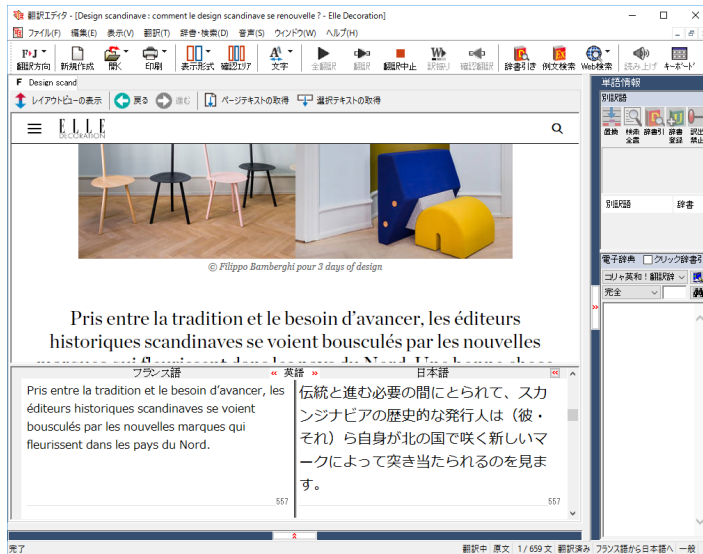 翻訳エディタ - [Design scandinave : comment le design scandinave se renouvelle ? - Elle Decoration]
ファイル(F) 編集(E) 表示(V) 翻訳(T) 辞書・検索(D) 音声(S) ウィンドウ(W) ヘルプ(H)
翻訳方向 新規作成 開く 印刷 表示形式 確認エリア 文字 全翻訳 翻訳 翻訳中止 訳振り 確認翻訳 辞書引き 例文検索 Web検索 読み上げ キーボード
F Design scand
レイアウトビューの表示 戻る 進む ページテキストの取得 選択テキストの取得
ELLE
DECORATION
© Filippo Bamberghi pour 3 days of design
Pris entre la tradition et le besoin d'avancer, les éditeurs
historiques scandinaves se voient bousculés par les nouvelles
marques qui fleurissent dans les pays du Nord. Une bonne chose
フランス語 « 英語 » 日本語 «
Pris entre la tradition et le besoin d'avancer, les
éditeurs historiques scandinaves se voient
bousculés par les nouvelles marques qui
fleurissent dans les pays du Nord.
557
伝統と進む必要の間にとられて、スカ
ンジナビアの歴史的な発行人は（彼・
それ）ら自身が北の国で咲く新しいマ
ークによって突き当たられるのを見ま
す。
557
単語情報
別訳語
置換 検索 辞書引 辞書 訳出
全書 登録 禁止
別訳語 辞書
電子辞典 クリック辞書引
コリャ英和！翻訳辞
完全
»
完了
翻訳中 原文 1 / 659 文 翻訳済み フランス語から日本語へ 一般